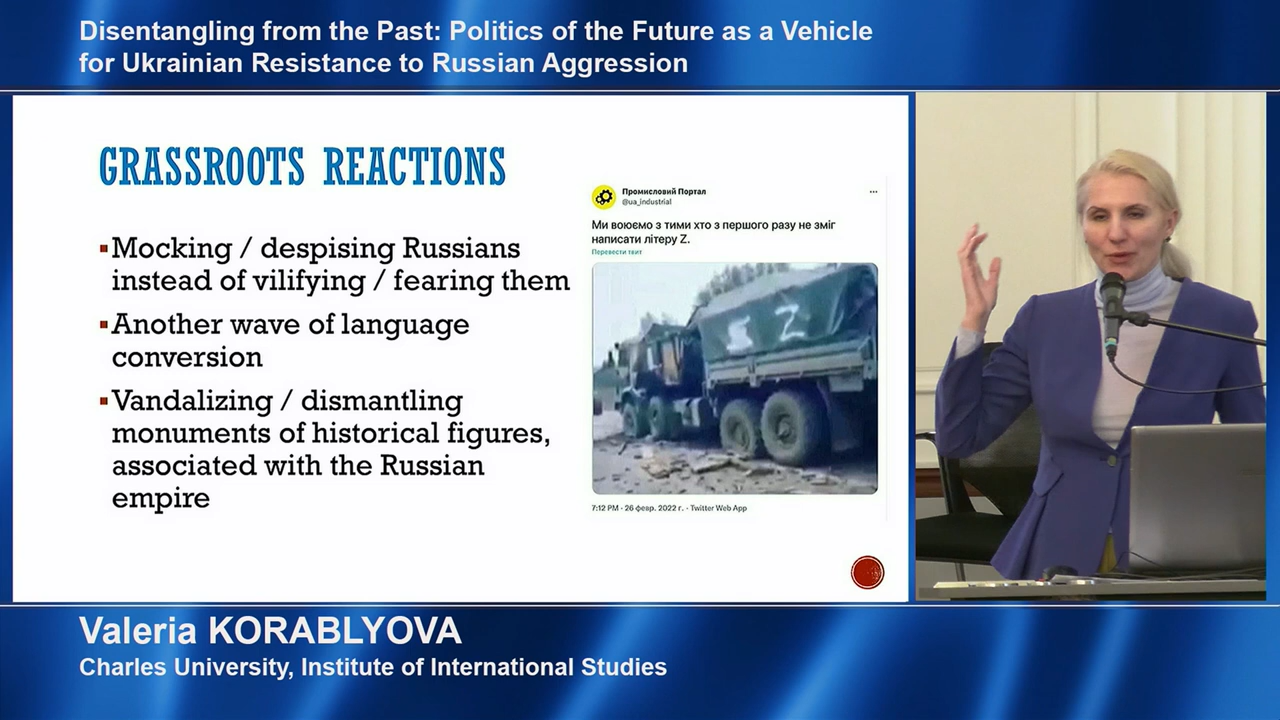 Disentangling from the Past: Politics of the Future as a Vehicle
for Ukrainian Resistance to Russian Aggression
GRASSROOTS REACTIONS
▪Mocking / despising Russians
instead of vilifying / fearing them
▪Another wave of language
conversion
▪Vandalizing / dismantling
monuments of historical figures,
associated with the Russian
empire
Промисловий Портал
@ua_industrial
...
Ми воюємо з тими хто з першого разу не зміг
написати літеру Z.
Перевести твит
Z
7:12 PM · 26 февр. 2022 г. · Twitter Web App
Valeria KORABLYOVA
Charles University, Institute of International Studies